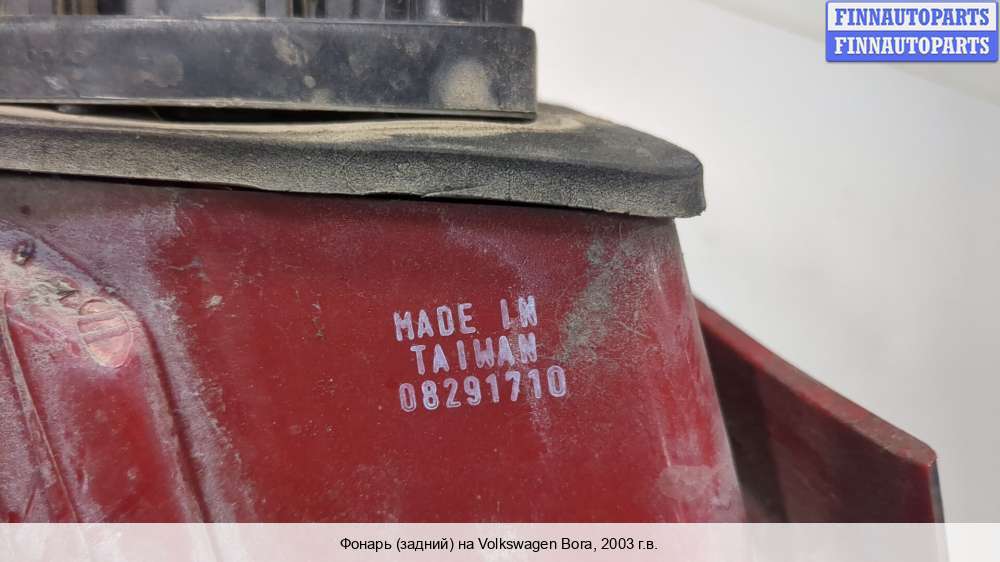 FINNAUTOPARTS
FINNAUTOPARTS
MADE IN
TAIWAN
08291710
Фонарь (задний) на Volkswagen Bora, 2003 г.в.